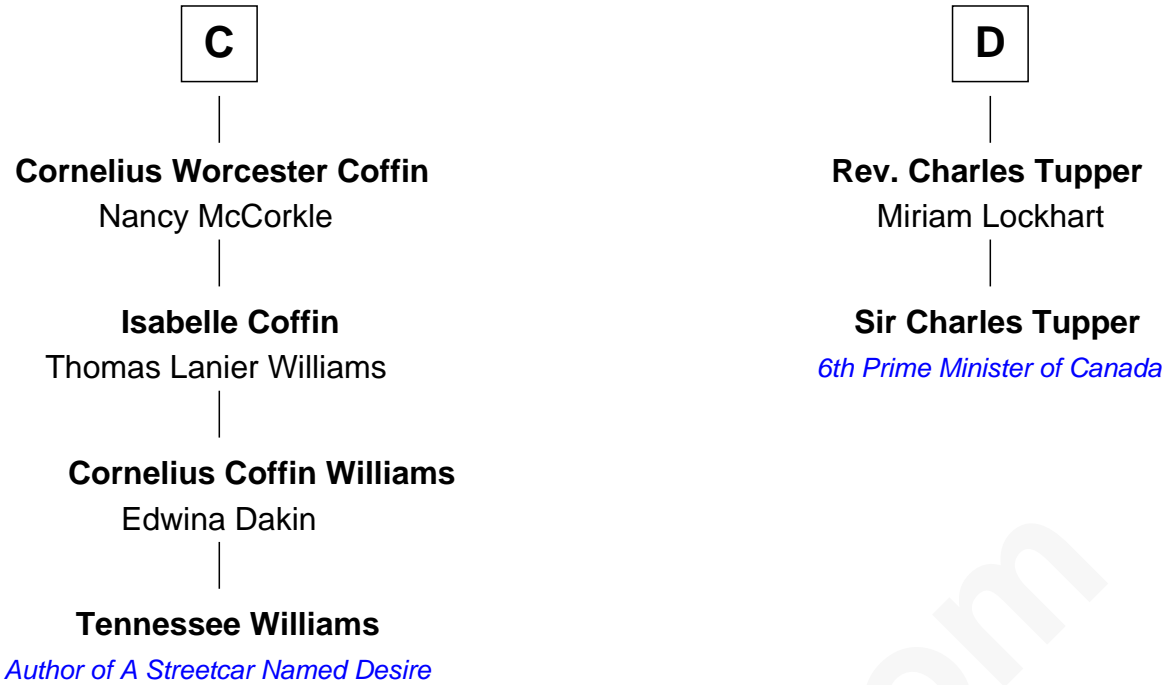 C
Cornelius Worcester Coffin
Nancy McCorkle
Isabelle Coffin
Thomas Lanier Williams
Cornelius Coffin Williams
Edwina Dakin
Tennessee Williams
Author of A Streetcar Named Desire
D
Rev. Charles Tupper
Miriam Lockhart
Sir Charles Tupper
6th Prime Minister of Canada
om